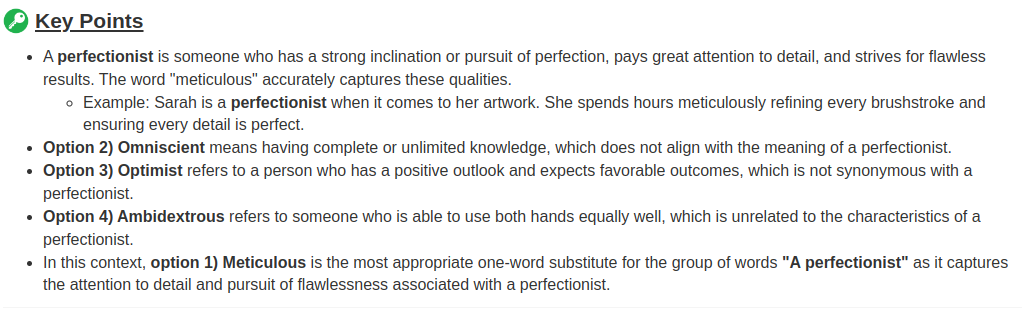 Key Points
• A perfectionist is someone who has a strong inclination or pursuit of perfection, pays great attention to detail, and strives for flawless
results. The word "meticulous" accurately captures these qualities.
◦ Example: Sarah is a perfectionist when it comes to her artwork. She spends hours meticulously refining every brushstroke and
ensuring every detail is perfect.
• Option 2) Omniscient means having complete or unlimited knowledge, which does not align with the meaning of a perfectionist.
• Option 3) Optimist refers to a person who has a positive outlook and expects favorable outcomes, which is not synonymous with a
perfectionist.
• Option 4) Ambidextrous refers to someone who is able to use both hands equally well, which is unrelated to the characteristics of a
perfectionist.
• In this context, option 1) Meticulous is the most appropriate one-word substitute for the group of words "A perfectionist" as it captures
the attention to detail and pursuit of flawlessness associated with a perfectionist.